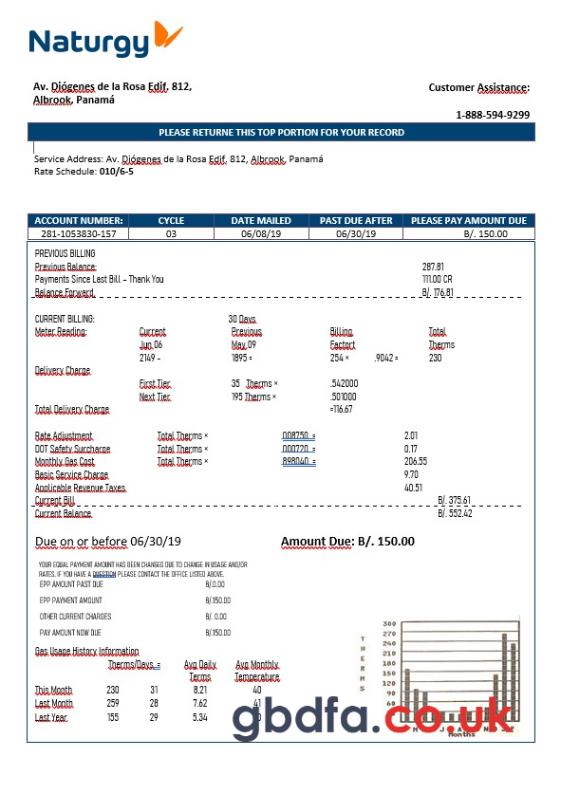 Naturgy
Av. Diógenes de la Rosa Edif. 812,
Albrook, Panamá
Customer Assistance:
1-888-594-9299
PLEASE RETURNE THIS TOP PORTION FOR YOUR RECORD
Service Address: Av. Diógenes de la Rosa Edif. 812, Albrook, Panamá
Rate Schedule: 010/6-5
ACCOUNT NUMBER: CYCLE DATE MAILED PAST DUE AFTER PLEASE PAY AMOUNT DUE
281-1053830-157 03 06/08/19 06/30/19 B/. 150.00
PREVIOUS BILLING
Previous Balance: 287.81
Payments Since Last Bill – Thank You 111.00 CR
Balance Forward B/. 176.81
CURRENT BILLING: 30 Days
Meter Reading: Current Previous Billing Total
Jun 06 May 09 Factort Therms
2149 - 1895 = 254 × .9042 = 230
Delivery Charge
First Tier 35 Therms × .542000
Next Tier 195 Therms × .501000
Total Delivery Charge =116.67
Rate Adjustment Total Therms × .008750 = 2.01
DOT Safety Surcharge Total Therms × .000720 = 0.17
Monthly Gas Cost Total Therms × .898040 = 206.55
Basic Service Charge 9.70
Applicable Revenue Taxes 40.51
Current Bill B/. 375.61
Current Balance B/. 552.42
Due on or before 06/30/19 Amount Due: B/. 150.00
YOUR EQUAL PAYMENT AMOUNT HAS BEEN CHANGED DUE TO CHANGE IN USAGE AND/OR
RATES. IF YOU HAVE A QUESTION PLEASE CONTACT THE OFFICE LISTED ABOVE.
EPP AMOUNT PAST DUE B/.0.00
EPP PAYMENT AMOUNT B/.150.00
OTHER CURRENT CHARGES B/. 0.00
PAY AMOUNT NOW DUE B/.150.00
Gas Usage History Information
Therms/Days = Avg Daily Avg Monthly
Terms Temperature
This Month 230 31 8.21 40
Last Month 259 28 7.62 41
Last Year 155 29 5.34
THERMS
300
270
240
210
180
150
120
90
60
30
Months
gbdfa.co.uk